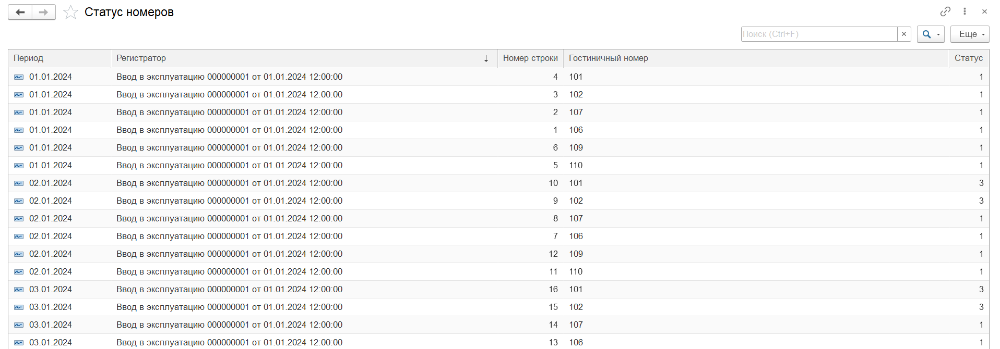 Статус номеров
Поиск (Ctrl+F)
Еще
Период Регистратор Номер строки Гостиничный номер Статус
01.01.2024 Ввод в эксплуатацию 000000001 от 01.01.2024 12:00:00 4 101 1
01.01.2024 Ввод в эксплуатацию 000000001 от 01.01.2024 12:00:00 3 102 1
01.01.2024 Ввод в эксплуатацию 000000001 от 01.01.2024 12:00:00 2 107 1
01.01.2024 Ввод в эксплуатацию 000000001 от 01.01.2024 12:00:00 1 106 1
01.01.2024 Ввод в эксплуатацию 000000001 от 01.01.2024 12:00:00 6 109 1
01.01.2024 Ввод в эксплуатацию 000000001 от 01.01.2024 12:00:00 5 110 1
02.01.2024 Ввод в эксплуатацию 000000001 от 01.01.2024 12:00:00 10 101 3
02.01.2024 Ввод в эксплуатацию 000000001 от 01.01.2024 12:00:00 9 102 3
02.01.2024 Ввод в эксплуатацию 000000001 от 01.01.2024 12:00:00 8 107 1
02.01.2024 Ввод в эксплуатацию 000000001 от 01.01.2024 12:00:00 7 106 1
02.01.2024 Ввод в эксплуатацию 000000001 от 01.01.2024 12:00:00 12 109 1
02.01.2024 Ввод в эксплуатацию 000000001 от 01.01.2024 12:00:00 11 110 1
03.01.2024 Ввод в эксплуатацию 000000001 от 01.01.2024 12:00:00 16 101 3
03.01.2024 Ввод в эксплуатацию 000000001 от 01.01.2024 12:00:00 15 102 3
03.01.2024 Ввод в эксплуатацию 000000001 от 01.01.2024 12:00:00 14 107 1
03.01.2024 Ввод в эксплуатацию 000000001 от 01.01.2024 12:00:00 13 106 1